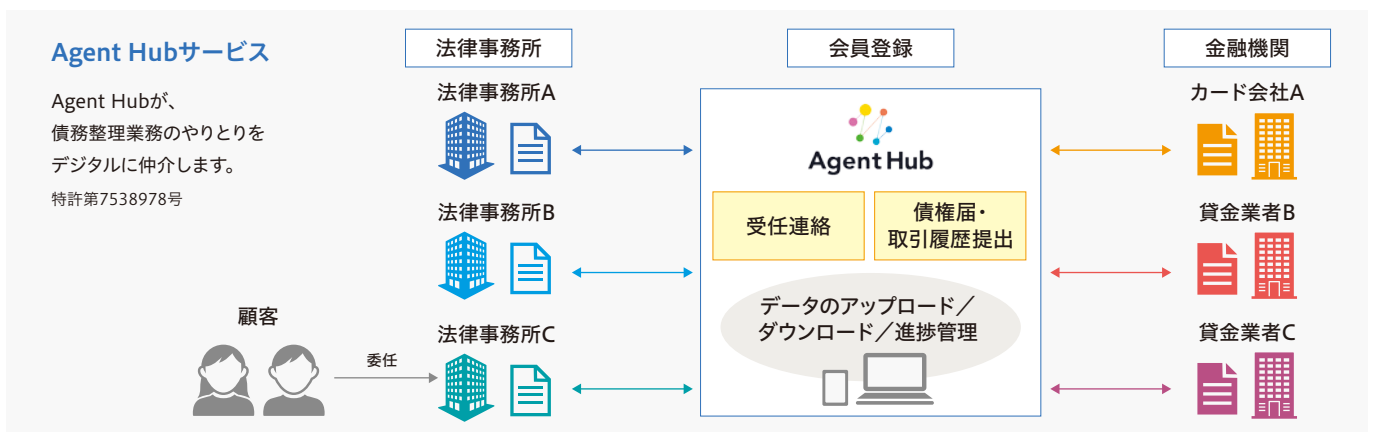 Agent Hubサービス
Agent Hubが、
債務整理業務のやりとりを
デジタルに仲介します。
特許第7538978号
顧客
委任
法律事務所
法律事務所A
法律事務所B
法律事務所C
会員登録
Agent Hub
受任連絡
債権届・
取引履歴提出
データのアップロード／
ダウンロード／進捗管理
金融機関
カード会社A
貸金業者B
貸金業者C